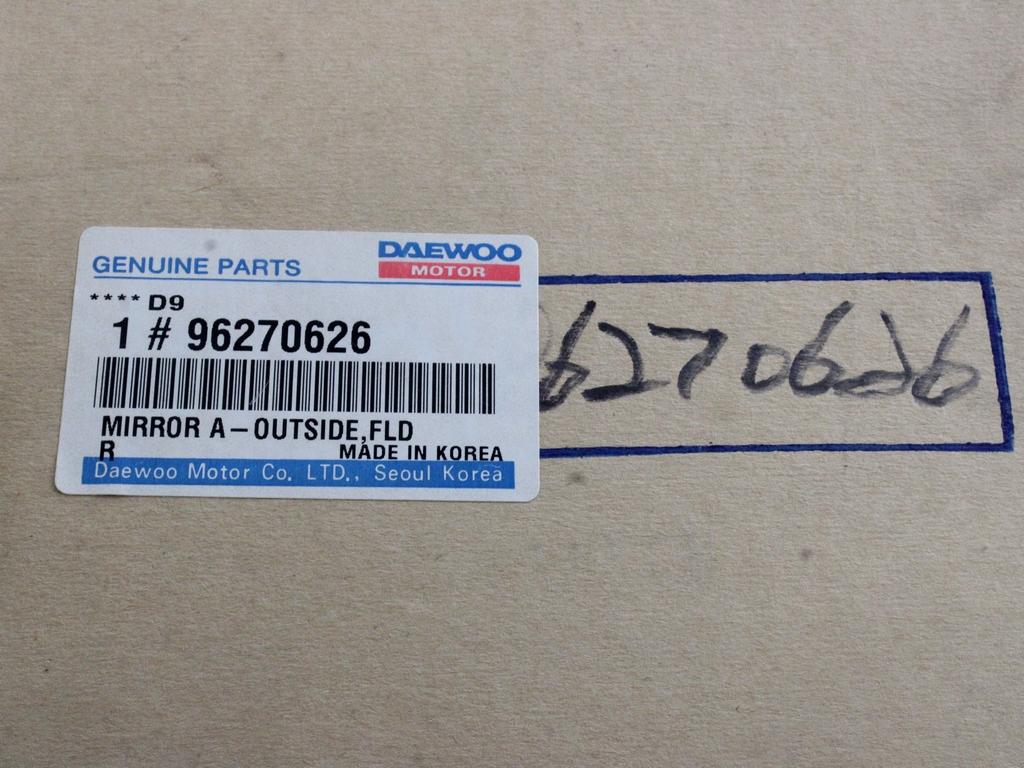 GENUINE PARTS DAEWOO
MOTOR
**** D9
1 # 96270626
MIRROR A-OUTSIDE,FLD
R MADE IN KOREA
Daewoo Motor Co. LTD., Seoul Korea
6270626